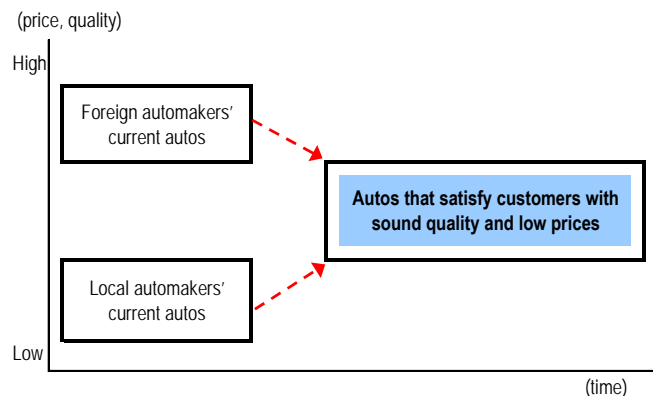 (price, quality)
High
Foreign automakers'
current autos
Autos that satisfy customers with
sound quality and low prices
Local automakers'
current autos
Low
(time)